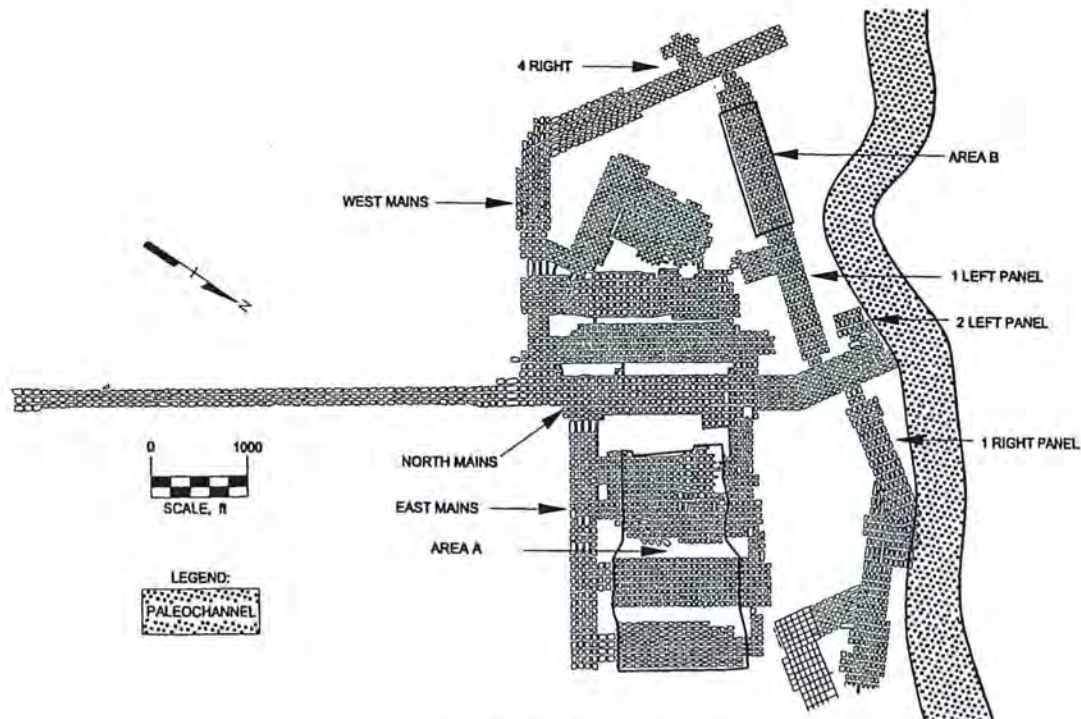 4 RIGHT
AREA B
WEST MAINS
N
1 LEFT PANEL
2 LEFT PANEL
0 1000
SCALE, ft
NORTH MAINS
1 RIGHT PANEL
EAST MAINS
AREA A
LEGEND:
PALEOCHANNEL